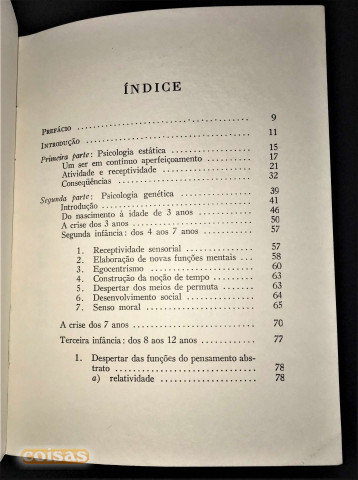 ÍNDICE
PREFÁCIO 9
INTRODUÇÃO 11
Primeira parte: Psicologia estática 15
Um ser em contínuo aperfeiçoamento 17
Atividade e receptividade 21
Conseqüências 32
Segunda parte: Psicologia genética 39
Introdução 41
Do nascimento à idade de 3 anos 46
A crise dos 3 anos 50
Segunda infância: dos 4 aos 7 anos 57
1. Receptividade sensorial 57
2. Elaboração de novas funções mentais 58
3. Egocentrismo 60
4. Construção da noção de tempo 63
5. Despertar dos meios de permuta 63
6. Desenvolvimento social 64
7. Senso moral 65
A crise dos 7 anos 70
Terceira infância: dos 8 aos 12 anos 77
1. Despertar das funções do pensamento abs-
trato 78
a) relatividade 78
coisas